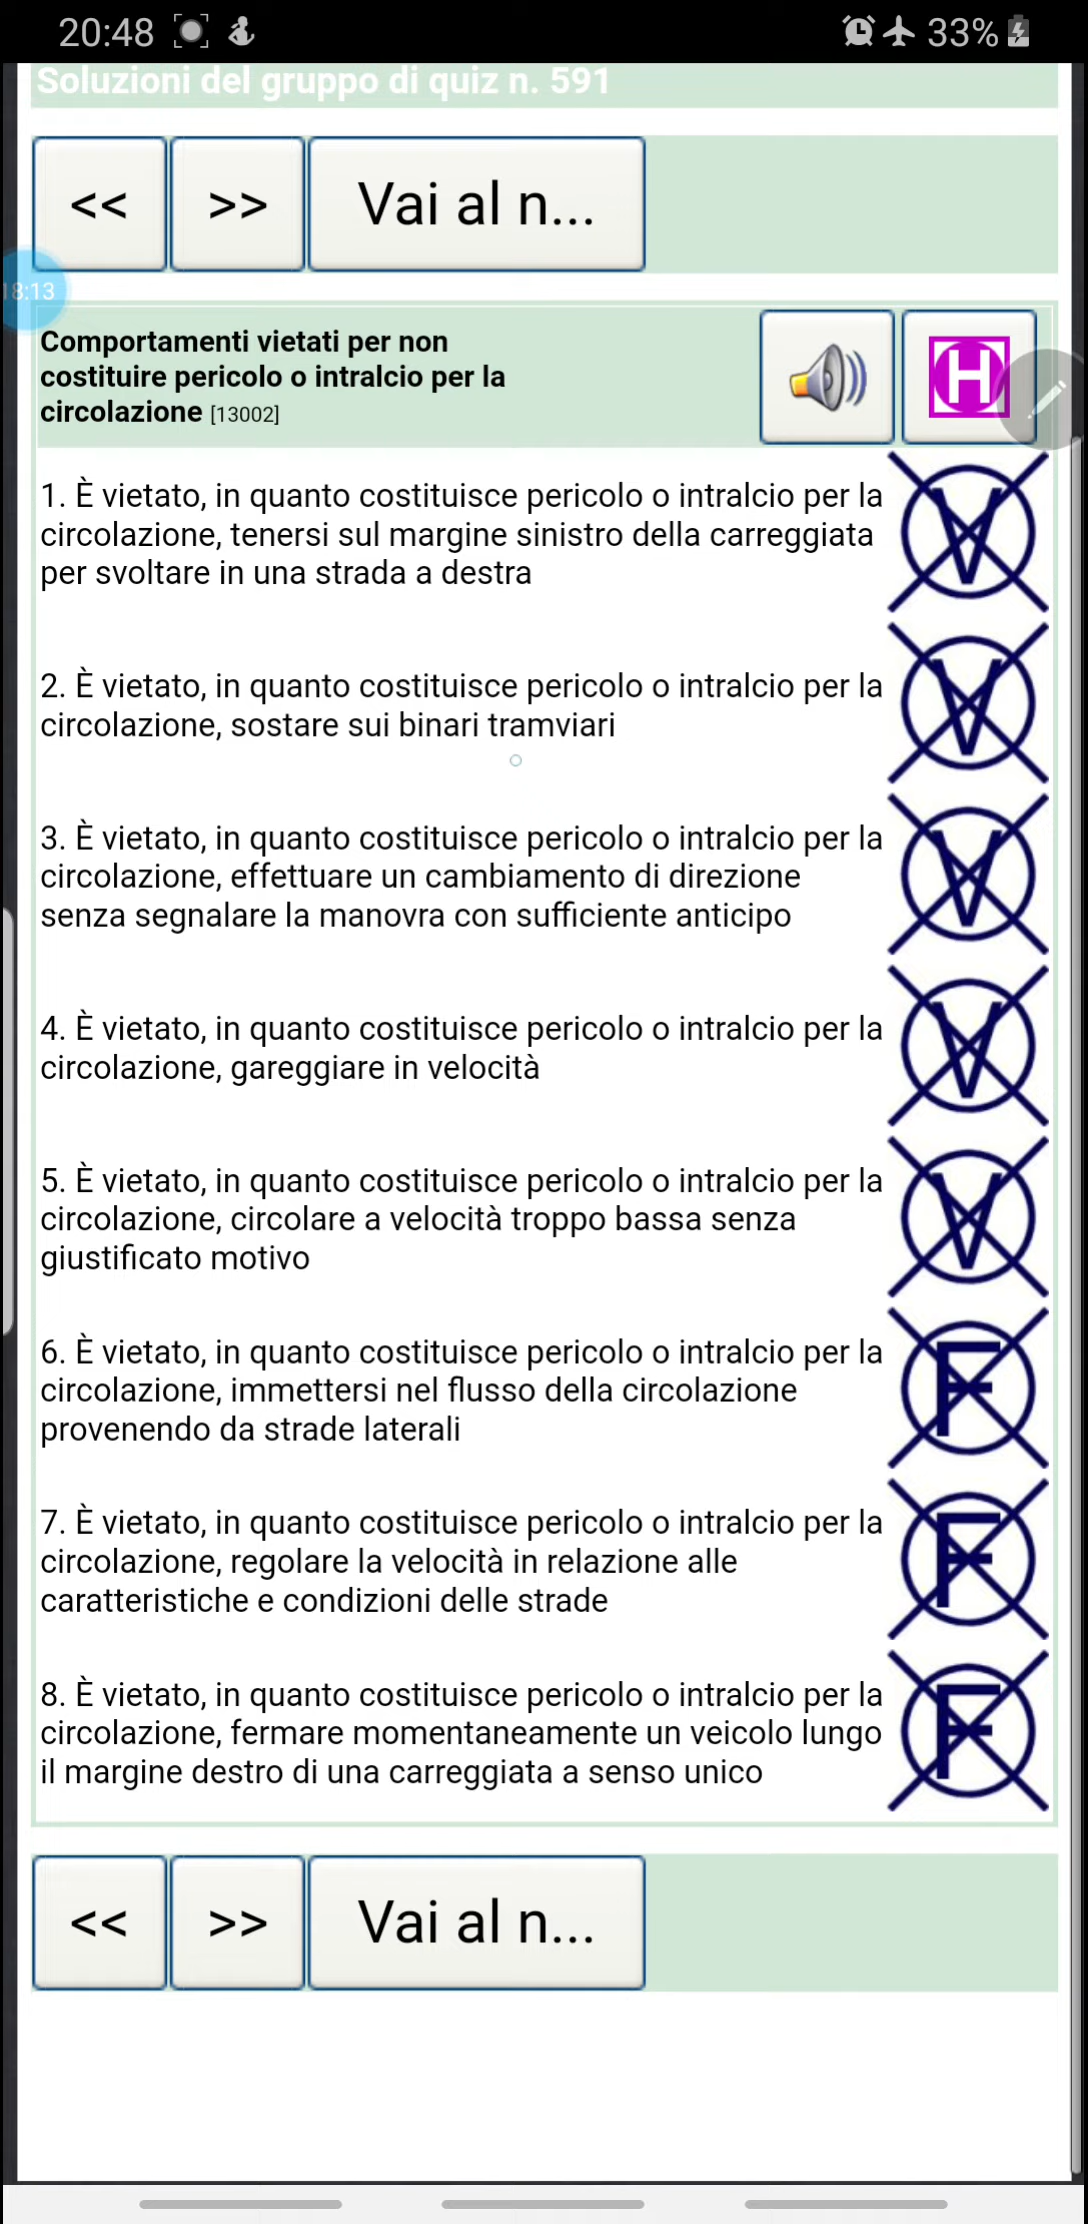 20:48
33%
Soluzioni del gruppo di quiz n. 591
<< >> Vai al n...
18:13
Comportamenti vietati per non
costituire pericolo o intralcio per la
circolazione [13002]
H
1. È vietato, in quanto costituisce pericolo o intralcio per la
circolazione, tenersi sul margine sinistro della carreggiata
per svoltare in una strada a destra
V
2. È vietato, in quanto costituisce pericolo o intralcio per la
circolazione, sostare sui binari tramviari
V
3. È vietato, in quanto costituisce pericolo o intralcio per la
circolazione, effettuare un cambiamento di direzione
senza segnalare la manovra con sufficiente anticipo
V
4. È vietato, in quanto costituisce pericolo o intralcio per la
circolazione, gareggiare in velocità
V
5. È vietato, in quanto costituisce pericolo o intralcio per la
circolazione, circolare a velocità troppo bassa senza
giustificato motivo
V
6. È vietato, in quanto costituisce pericolo o intralcio per la
circolazione, immettersi nel flusso della circolazione
provenendo da strade laterali
F
7. È vietato, in quanto costituisce pericolo o intralcio per la
circolazione, regolare la velocità in relazione alle
caratteristiche e condizioni delle strade
F
8. È vietato, in quanto costituisce pericolo o intralcio per la
circolazione, fermare momentaneamente un veicolo lungo
il margine destro di una carreggiata a senso unico
F
<< >> Vai al n...